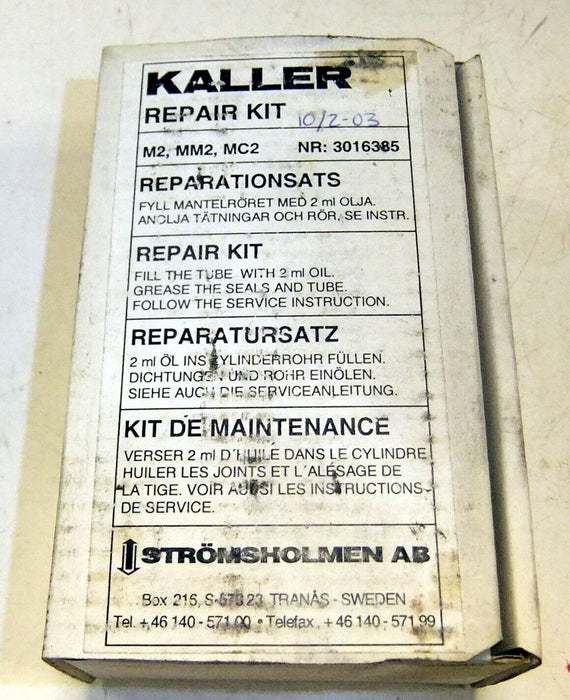 KALLER
REPAIR KIT 10/2-03
M2, MM2, MC2 NR: 3016385
REPARATIONSATS
FYLL MANTELRÖRET MED 2 ml OLJA.
ANOLJA TÄTNINGAR OCH RÖR, SE INSTR.
REPAIR KIT
FILL THE TUBE WITH 2 ml OIL.
GREASE THE SEALS AND TUBE.
FOLLOW THE SERVICE INSTRUCTION.
REPARATURSATZ
2 ml ÖL INS CYLINDERROHR FÜLLEN.
DICHTUNGEN UND ROHR EINÖLEN.
SIEHE AUCH DIE SERVICEANLEITUNG.
KIT DE MAINTENANCE
VERSER 2 ml D'HUILE DANS LE CYLINDRE
HUILER LES JOINTS ET L'ALESAGE DE
LA TIGE. VOIR AUSSI LES INSTRUCTIONS
DE SERVICE.
STRÖMSHOLMEN AB
Box 216, S-573 23 TRANÅS - SWEDEN
Tel. +46 140 - 571 00 • Telefax. +46 140 - 571 99